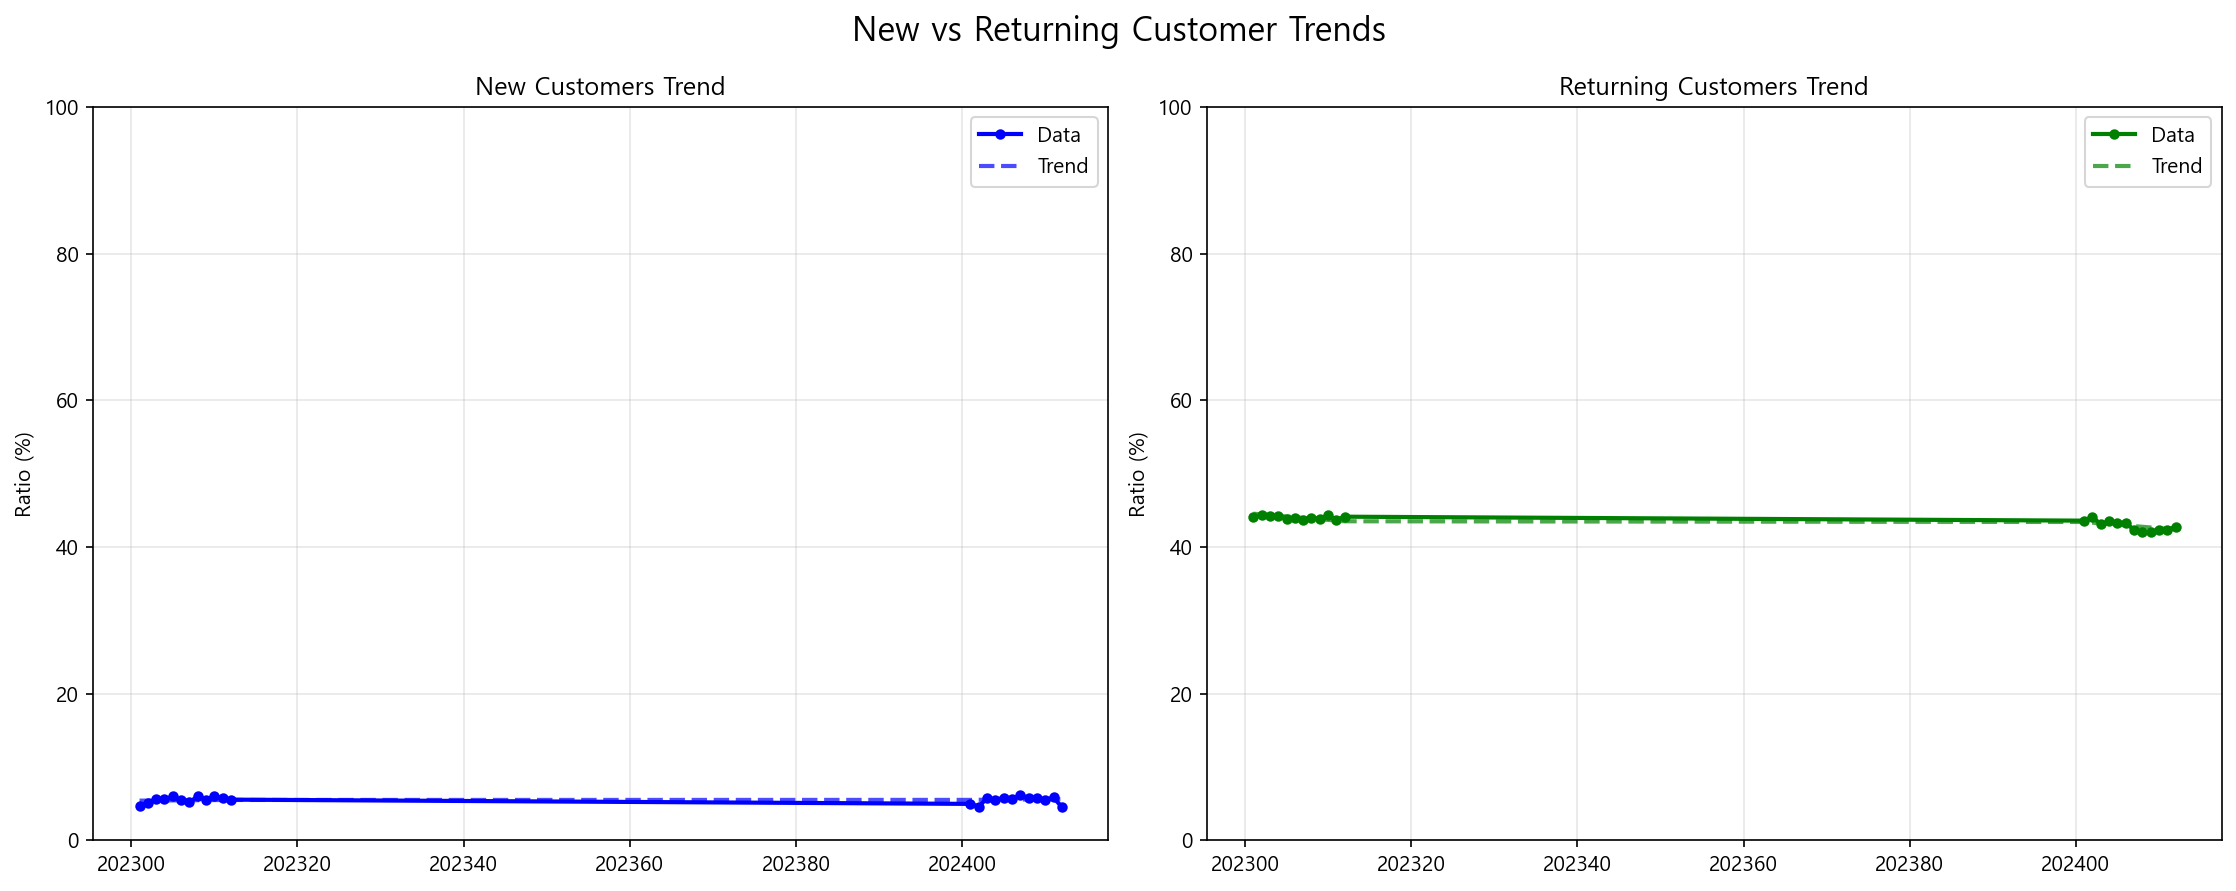 New vs Returning Customer Trends
New Customers Trend
Data
Trend
Ratio (%)
100
80
60
40
20
0
202300 202320 202340 202360 202380 202400
Returning Customers Trend
Data
Trend
Ratio (%)
100
80
60
40
20
0
202300 202320 202340 202360 202380 202400